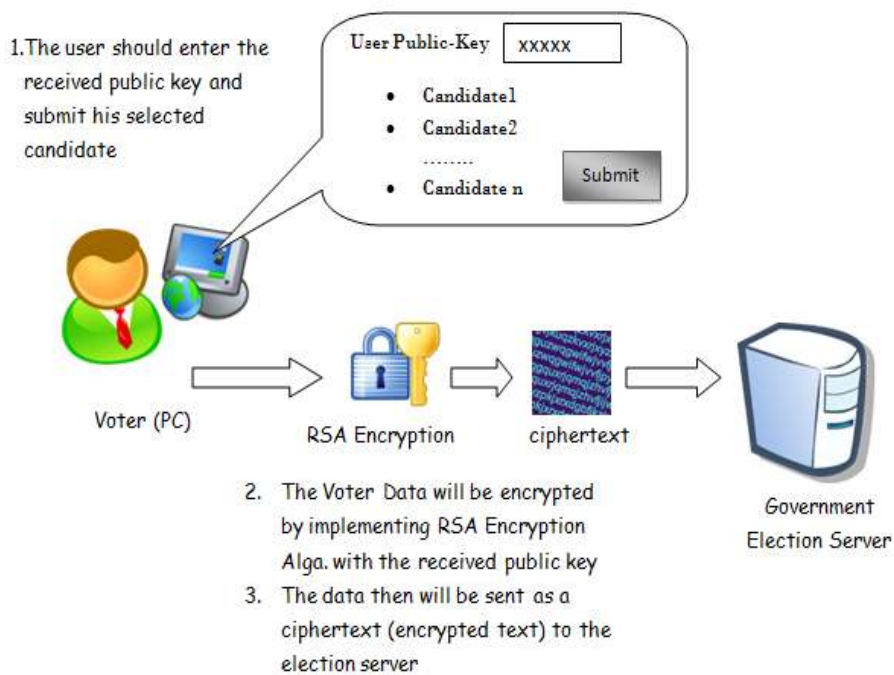 1.The user should enter the
received public key and
submit his selected
candidate
User Public-Key xxxxx
• Candidate1
• Candidate2
........
• Candidate n
Submit
Voter (PC)
RSA Encryption
ciphertext
Government
Election Server
2. The Voter Data will be encrypted
by implementing RSA Encryption
Alga. with the received public key
3. The data then will be sent as a
ciphertext (encrypted text) to the
election server